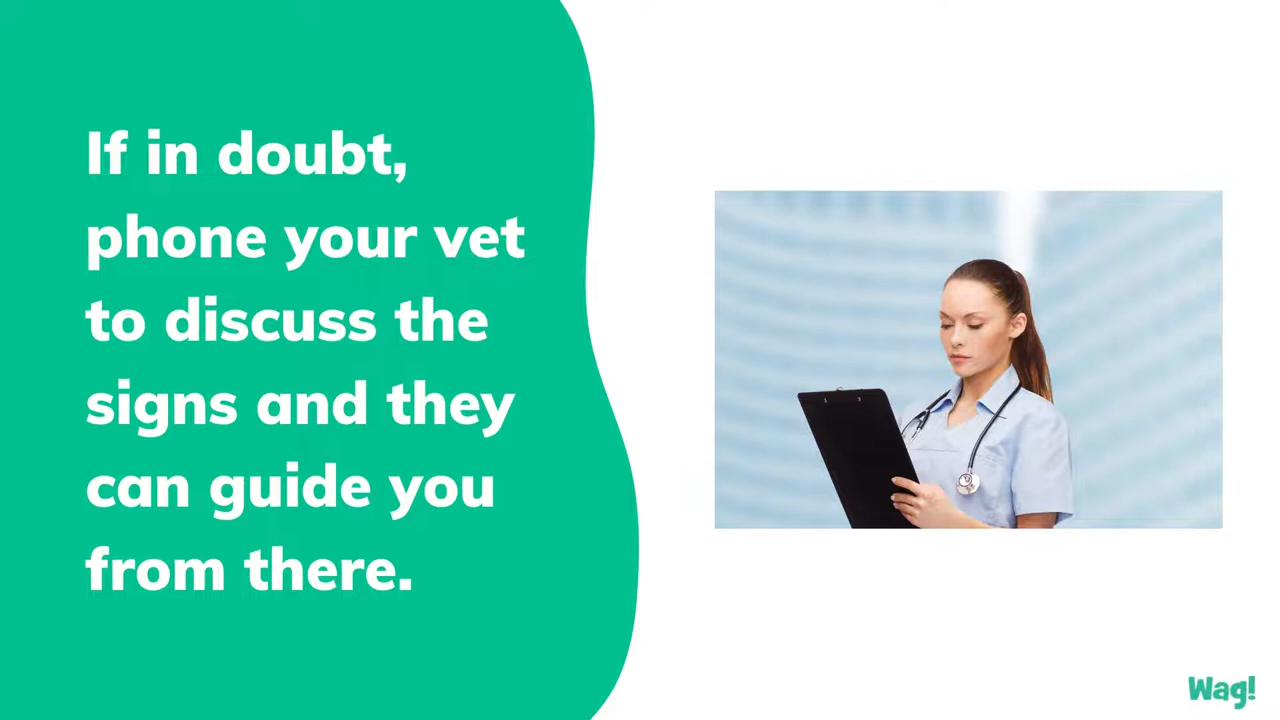 If in doubt,
phone your vet
to discuss the
signs and they
can guide you
from there.
Wag!